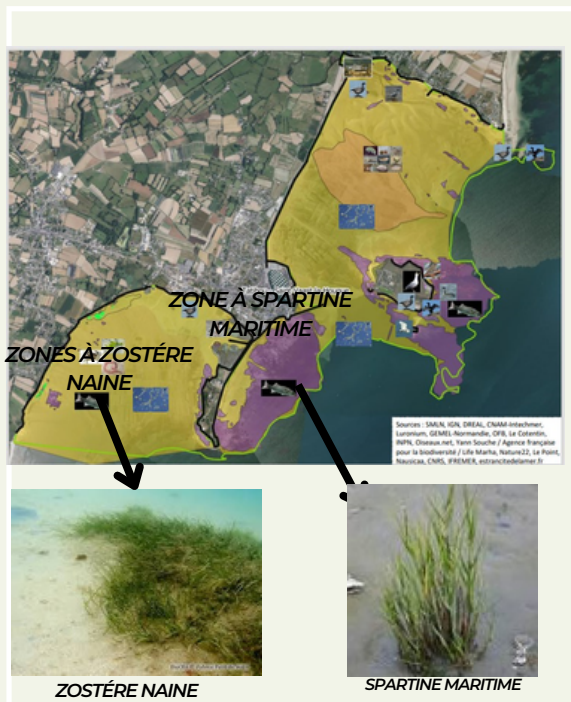 ZONE À SPARTINE
MARITIME
ZONES À ZOSTÉRE
NAINE
Sources : SMLN, IGN, DREAL, CNAM-Intechmer,
Luronium, GEMEL-Normandie, OFB, Le Cotentin,
INPN, Oiseaux.net, Yann Souche / Agence française
pour la biodiversité / Life Marha, Nature22, Le Point,
Nausicaa, CNRS, IFREMER, estrancitedelamer.fr
ZOSTÉRE NAINE
SPARTINE MARITIME